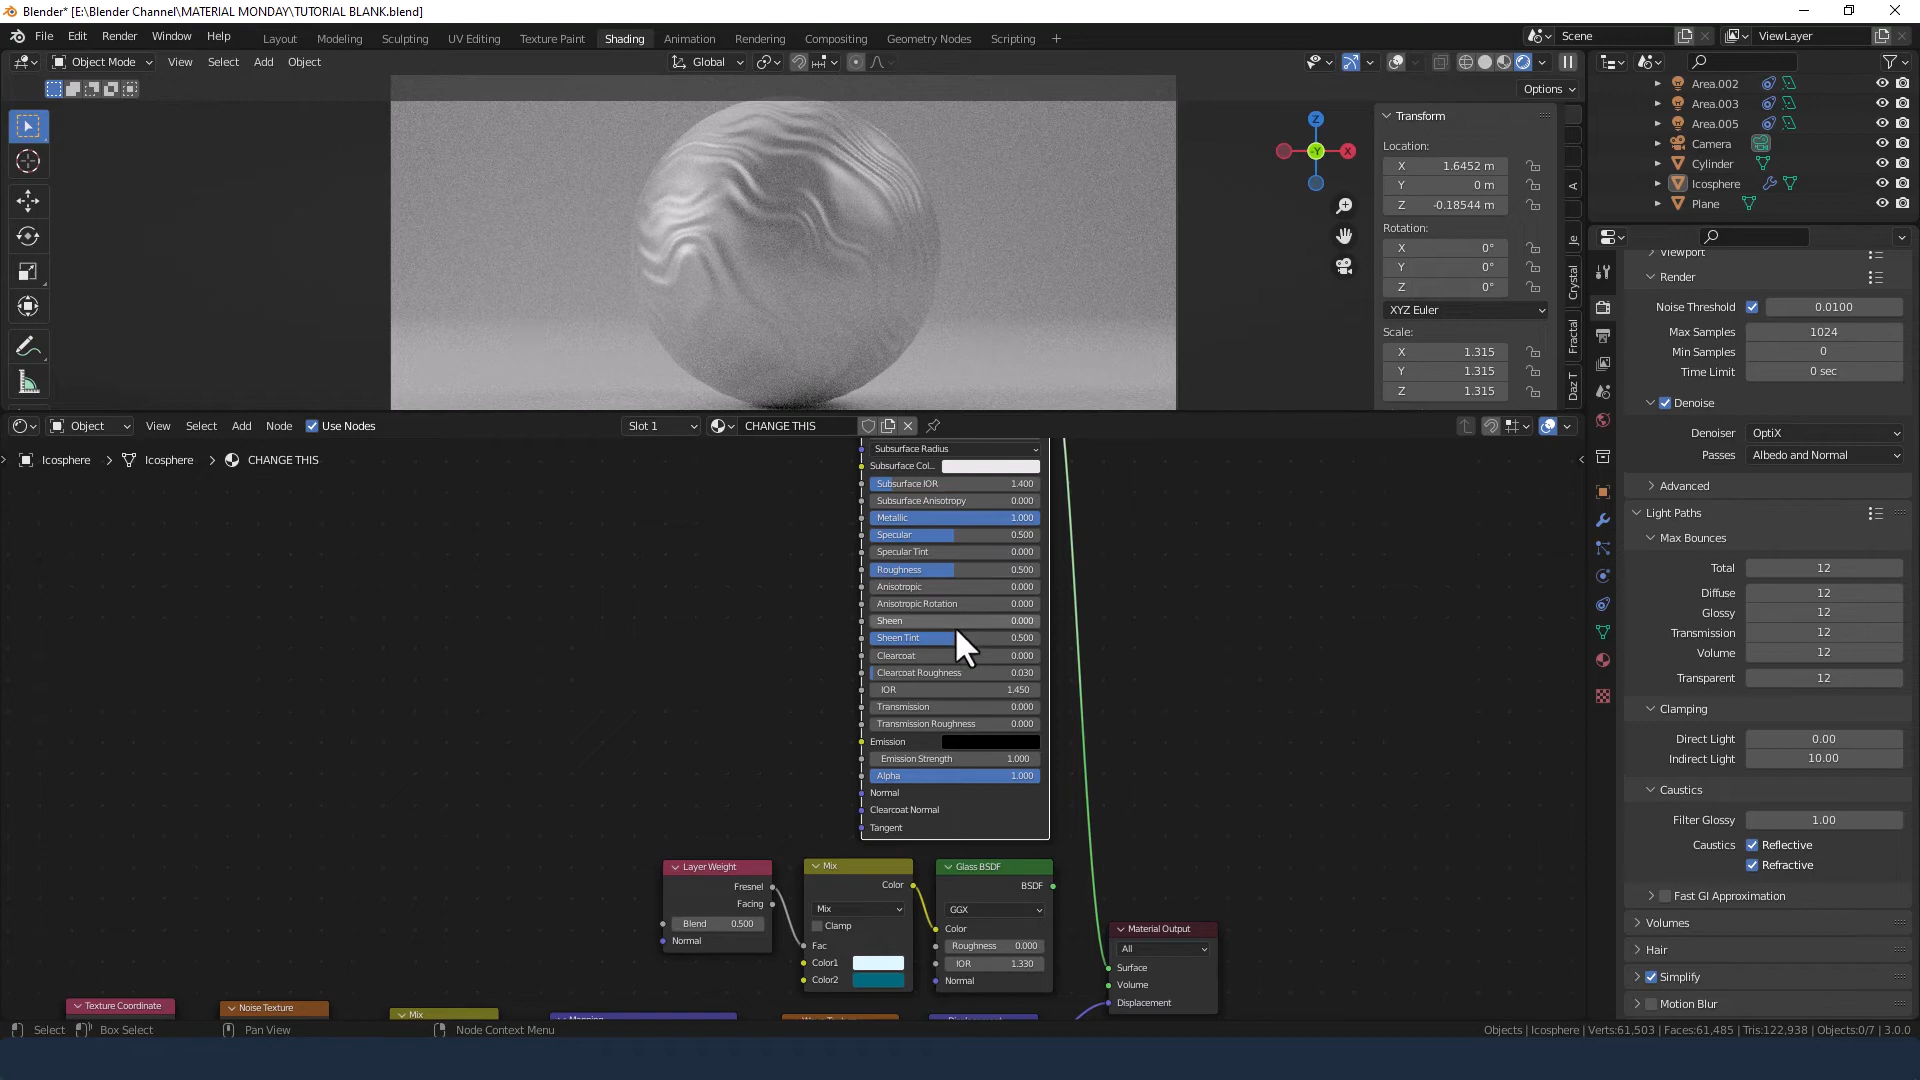 Blender* [E:\Blender Channel\MATERIAL MONDAY\TUTORIAL BLANK.blend]
File Edit Render Window Help
Layout Modeling Sculpting UV Editing Texture Paint Shading Animation Rendering Compositing Geometry Nodes Scripting +
Scene
ViewLayer
Object Mode View Select Add Object
Global
Options
Transform
Location:
X 1.6452 m
Y 0 m
Z -0.18544 m
Rotation:
X 0°
Y 0°
Z 0°
XYZ Euler
Scale:
X 1.315
Y 1.315
Z 1.315
Z
-Y
X
A
Je
Crystal
Fractal
Daz T
Area.002
Area.003
Area.005
Camera
Cylinder
Icosphere
Plane
Viewport
Render
Noise Threshold 0.0100
Max Samples 1024
Min Samples 0
Time Limit 0 sec
Denoise
Denoiser OptiX
Passes Albedo and Normal
Advanced
Light Paths
Max Bounces
Total 12
Diffuse 12
Glossy 12
Transmission 12
Volume 12
Transparent 12
Clamping
Direct Light 0.00
Indirect Light 10.00
Caustics
Filter Glossy 1.00
Caustics Reflective
Refractive
Fast GI Approximation
Volumes
Hair
Simplify
Motion Blur
Object View Select Add Node Use Nodes Slot 1 CHANGE THIS
Icosphere > Icosphere > CHANGE THIS
Subsurface Radius
Subsurface Col...
Subsurface IOR 1.400
Subsurface Anisotropy 0.000
Metallic 1.000
Specular 0.500
Specular Tint 0.000
Roughness 0.500
Anisotropic 0.000
Anisotropic Rotation 0.000
Sheen 0.000
Sheen Tint 0.500
Clearcoat 0.000
Clearcoat Roughness 0.030
IOR 1.450
Transmission 0.000
Transmission Roughness 0.000
Emission
Emission Strength 1.000
Alpha 1.000
Normal
Clearcoat Normal
Tangent
Layer Weight
Fresnel
Facing
Blend 0.500
Normal
Mix
Color
Mix
Clamp
Fac
Color1
Color2
Glass BSDF
BSDF
GGX
Color
Roughness 0.000
IOR 1.330
Normal
Material Output
All
Surface
Volume
Displacement
Texture Coordinate
Noise Texture
Mix
Mapping
Wave Texture
Displacement
Select Box Select Pan View Node Context Menu
Objects | Icosphere | Verts:61,503 | Faces:61,485 | Tris:122,938 | Objects:0/7 | 3.0.0